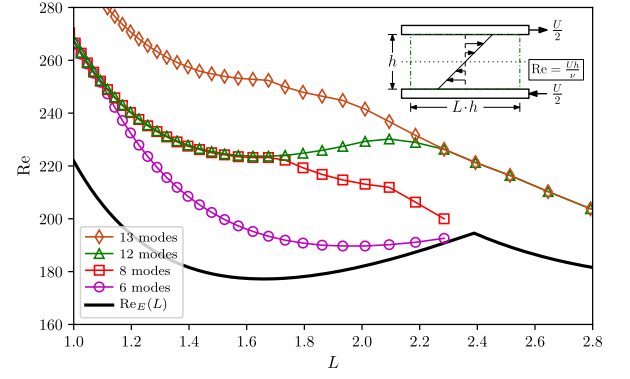 280
260
240
220
200
180
160
Re
1.0
1.2
1.4
1.6
1.8
2.0
2.2
2.4
2.6
2.8
L
13 modes
12 modes
8 modes
6 modes
Re_E(L)
U/2
h
Re = Uh/ν
U/2
L·h